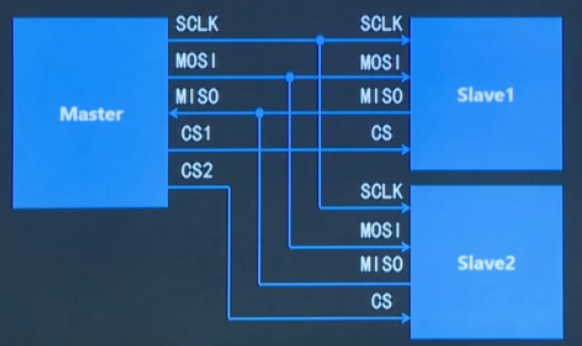 Master
SCLK
MOSI
MISO
CS1
CS2
SCLK
MOSI
MISO
CS
Slave1
SCLK
MOSI
MISO
CS
Slave2